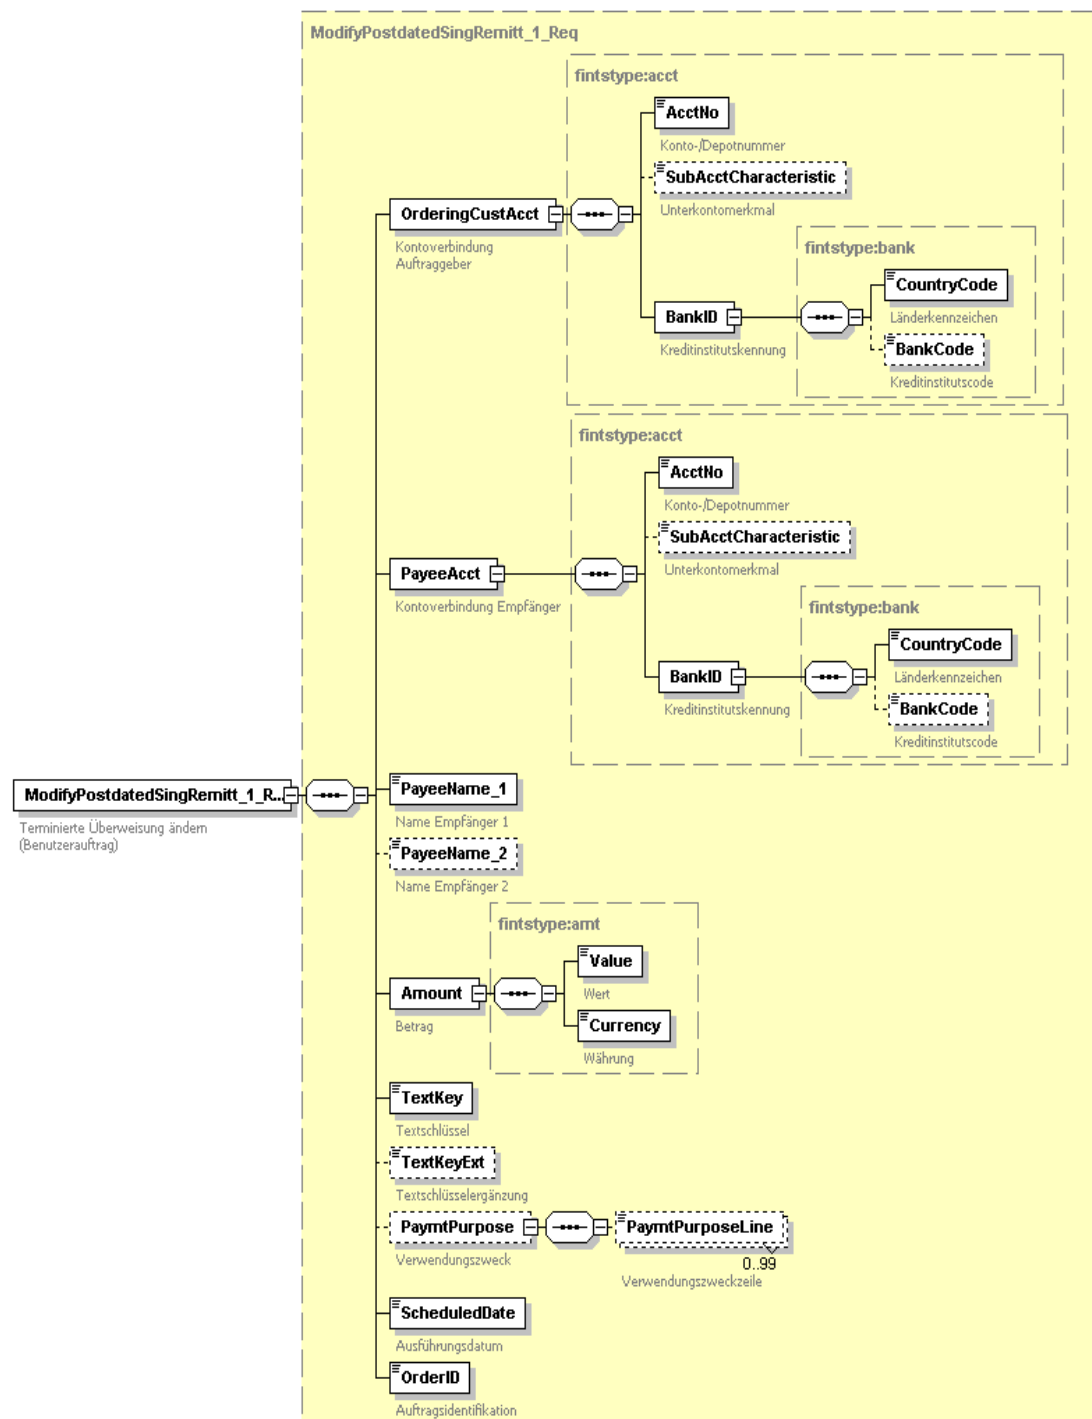 ModifyPostdatedSingRemitt_1_Req
fintstype:acct
AcctNo
Konto-/Depotnummer
SubAcctCharacteristic
Unterkontomerkmal
OrderingCustAcct
Kontoverbindung
Auftraggeber
fintstype:bank
CountryCode
Länderkennzeichen
BankID
Kreditinstitutskennung
BankCode
Kreditinstitutscode
fintstype:acct
AcctNo
Konto-/Depotnummer
SubAcctCharacteristic
Unterkontomerkmal
PayeeAcct
Kontoverbindung Empfänger
fintstype:bank
CountryCode
Länderkennzeichen
BankID
Kreditinstitutskennung
BankCode
Kreditinstitutscode
ModifyPostdatedSingRemitt_1_R...
Terminierte Überweisung ändern
(Benutzerauftrag)
PayeeName_1
Name Empfänger 1
PayeeName_2
Name Empfänger 2
fintstype:amt
Value
Wert
Amount
Betrag
Currency
Währung
TextKey
Textschlüssel
TextKeyExt
Textschlüsselergänzung
PaymtPurpose
Verwendungszweck
PaymtPurposeLine
0..99
Verwendungszweckzeile
ScheduledDate
Ausführungsdatum
OrderID
Auftragsidentifikation